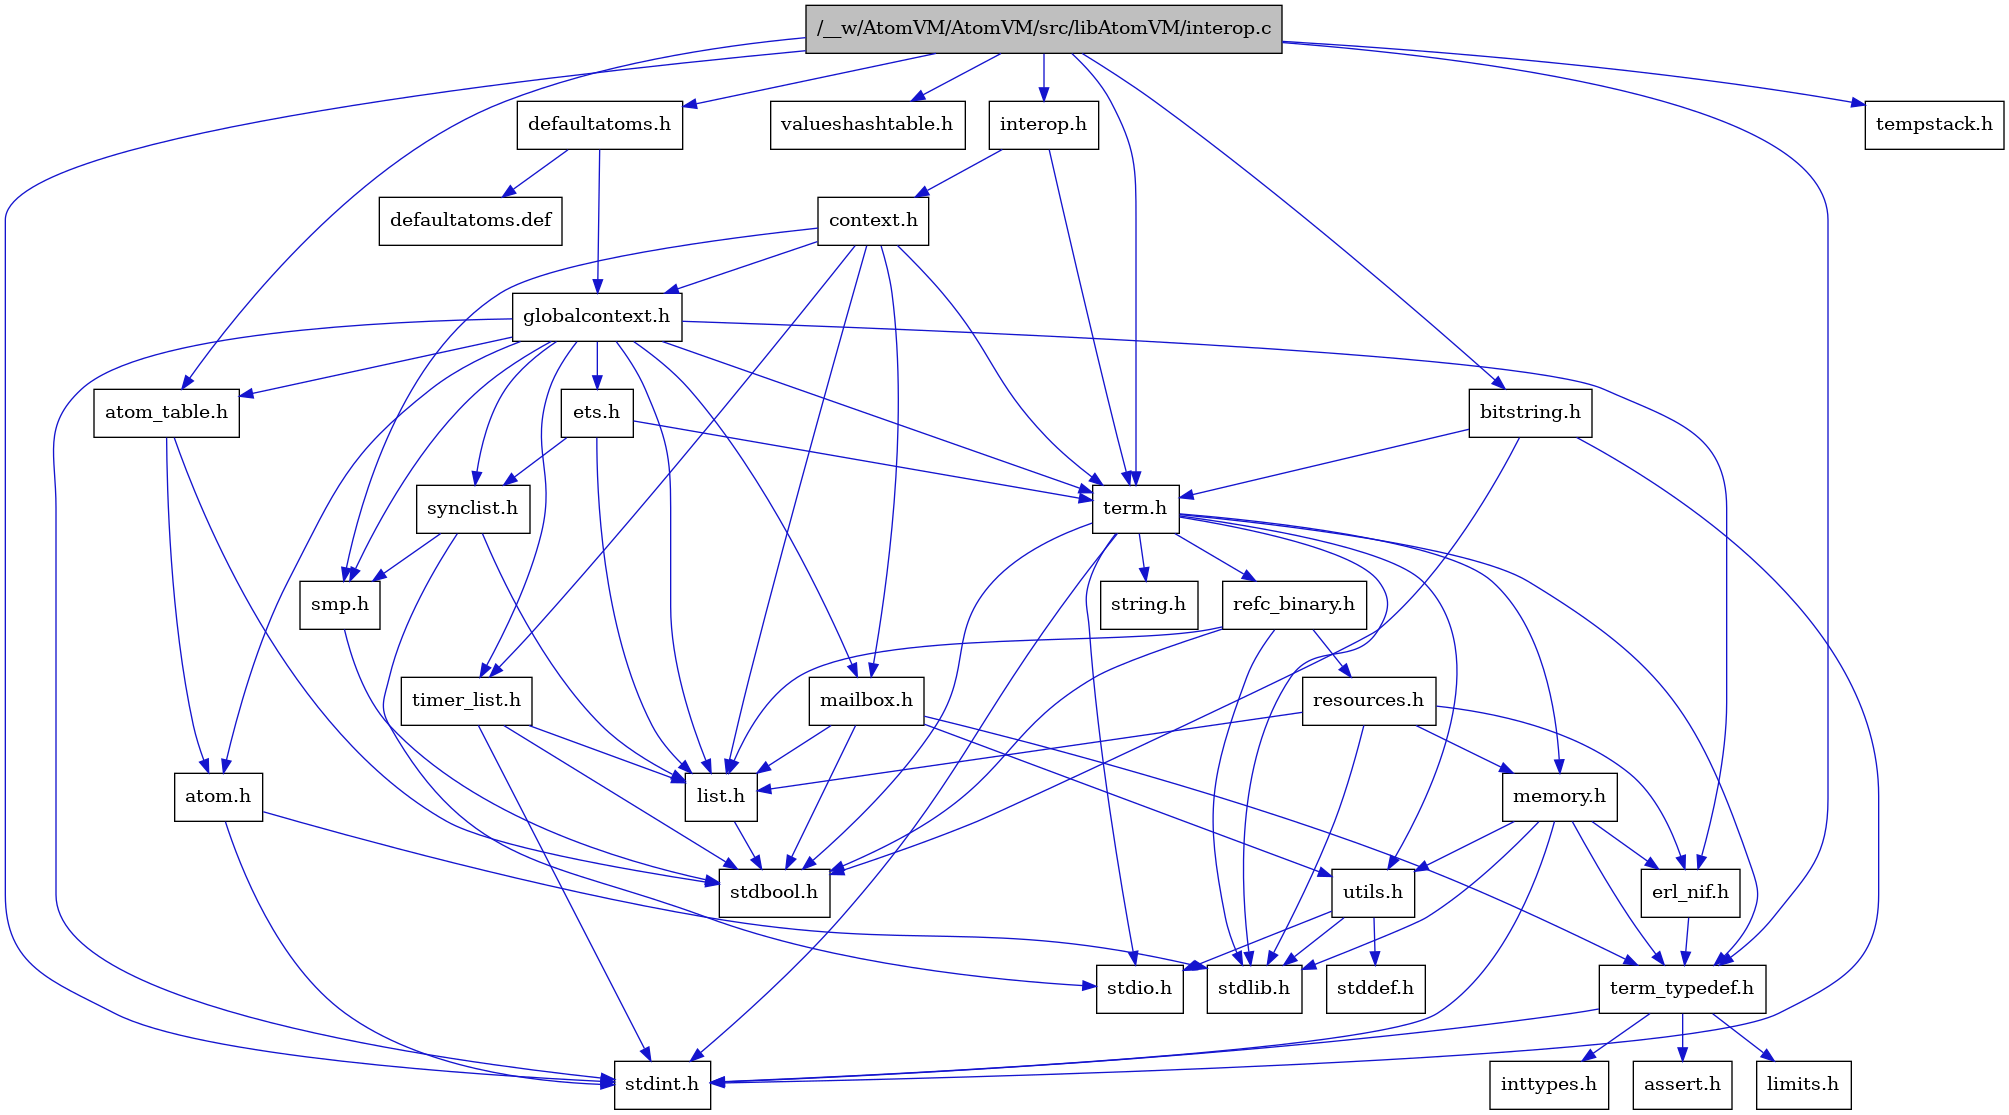 /__w/AtomVM/AtomVM/src/libAtomVM/interop.c
defaultatoms.h
valueshashtable.h
interop.h
tempstack.h
defaultatoms.def
context.h
globalcontext.h
atom_table.h
ets.h
bitstring.h
synclist.h
term.h
smp.h
string.h
refc_binary.h
timer_list.h
mailbox.h
resources.h
atom.h
list.h
memory.h
stdbool.h
utils.h
erl_nif.h
stdio.h
stdlib.h
stddef.h
term_typedef.h
stdint.h
inttypes.h
assert.h
limits.h